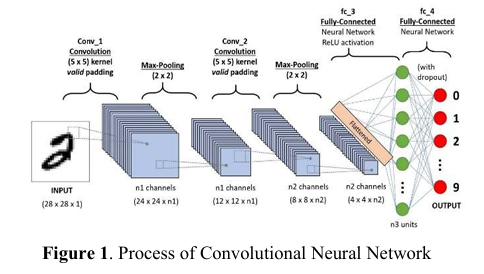 Conv_1
Convolution
(5 x 5) kernel
valid padding
Max-Pooling
(2 x 2)
Conv_2
Convolution
(5 x 5) kernel
valid padding
Max-Pooling
(2 x 2)
fc_3
Fully-Connected
Neural Network
ReLU activation
fc_4
Fully-Connected
Neural Network
(with
dropout)
Flattened
0
1
2
9
OUTPUT
INPUT
(28 x 28 x 1)
n1 channels
(24 x 24 x n1)
n1 channels
(12 x 12 x n1)
n2 channels
(8 x 8 x n2)
n2 channels
(4 x 4 x n2)
n3 units
Figure 1. Process of Convolutional Neural Network